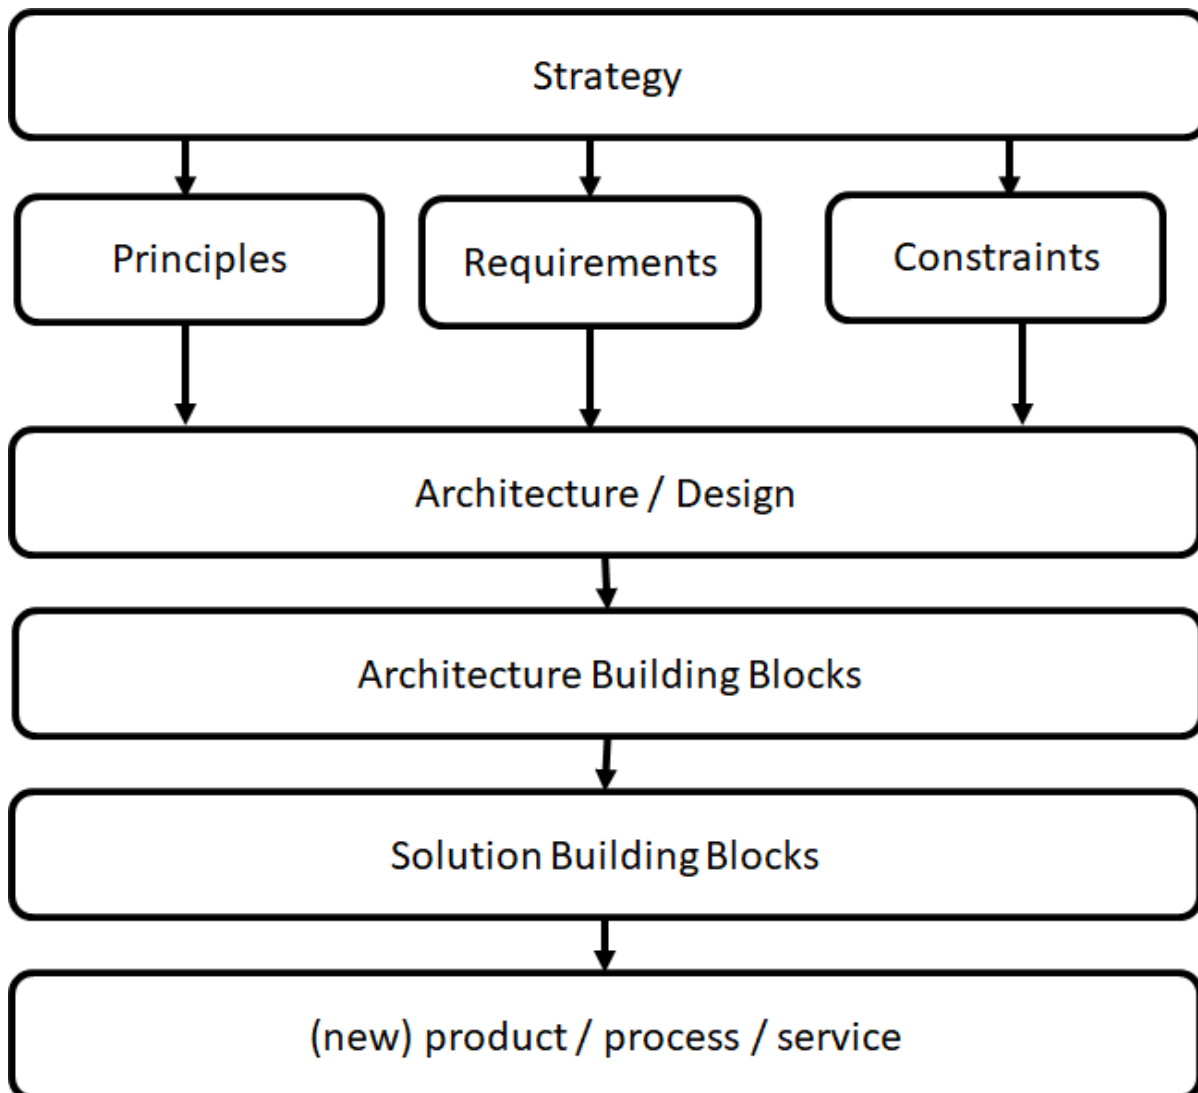 Strategy
Principles
Requirements
Constraints
Architecture / Design
Architecture Building Blocks
Solution Building Blocks
(new) product / process / service